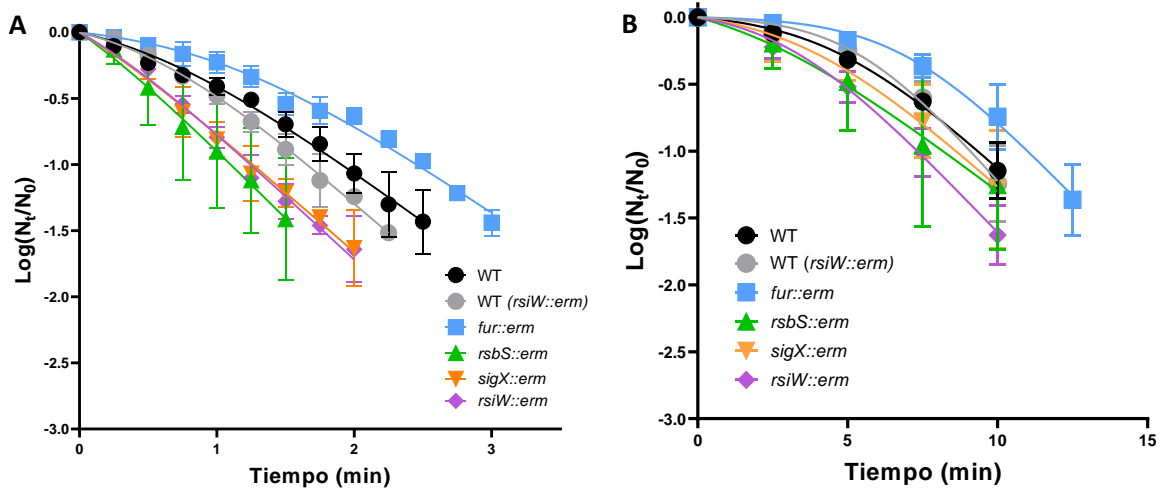 A
Log(Nt/N0)
0.0
-0.5
-1.0
-1.5
-2.0
-2.5
-3.0
0
1
2
3
Tiempo (min)
WT
WT (rsiW::erm)
fur::erm
rsbS::erm
sigX::erm
rsiW::erm
B
Log(Nt/N0)
0.0
-0.5
-1.0
-1.5
-2.0
-2.5
-3.0
0
5
10
15
Tiempo (min)
WT
WT (rsiW::erm)
fur::erm
rsbS::erm
sigX::erm
rsiW::erm